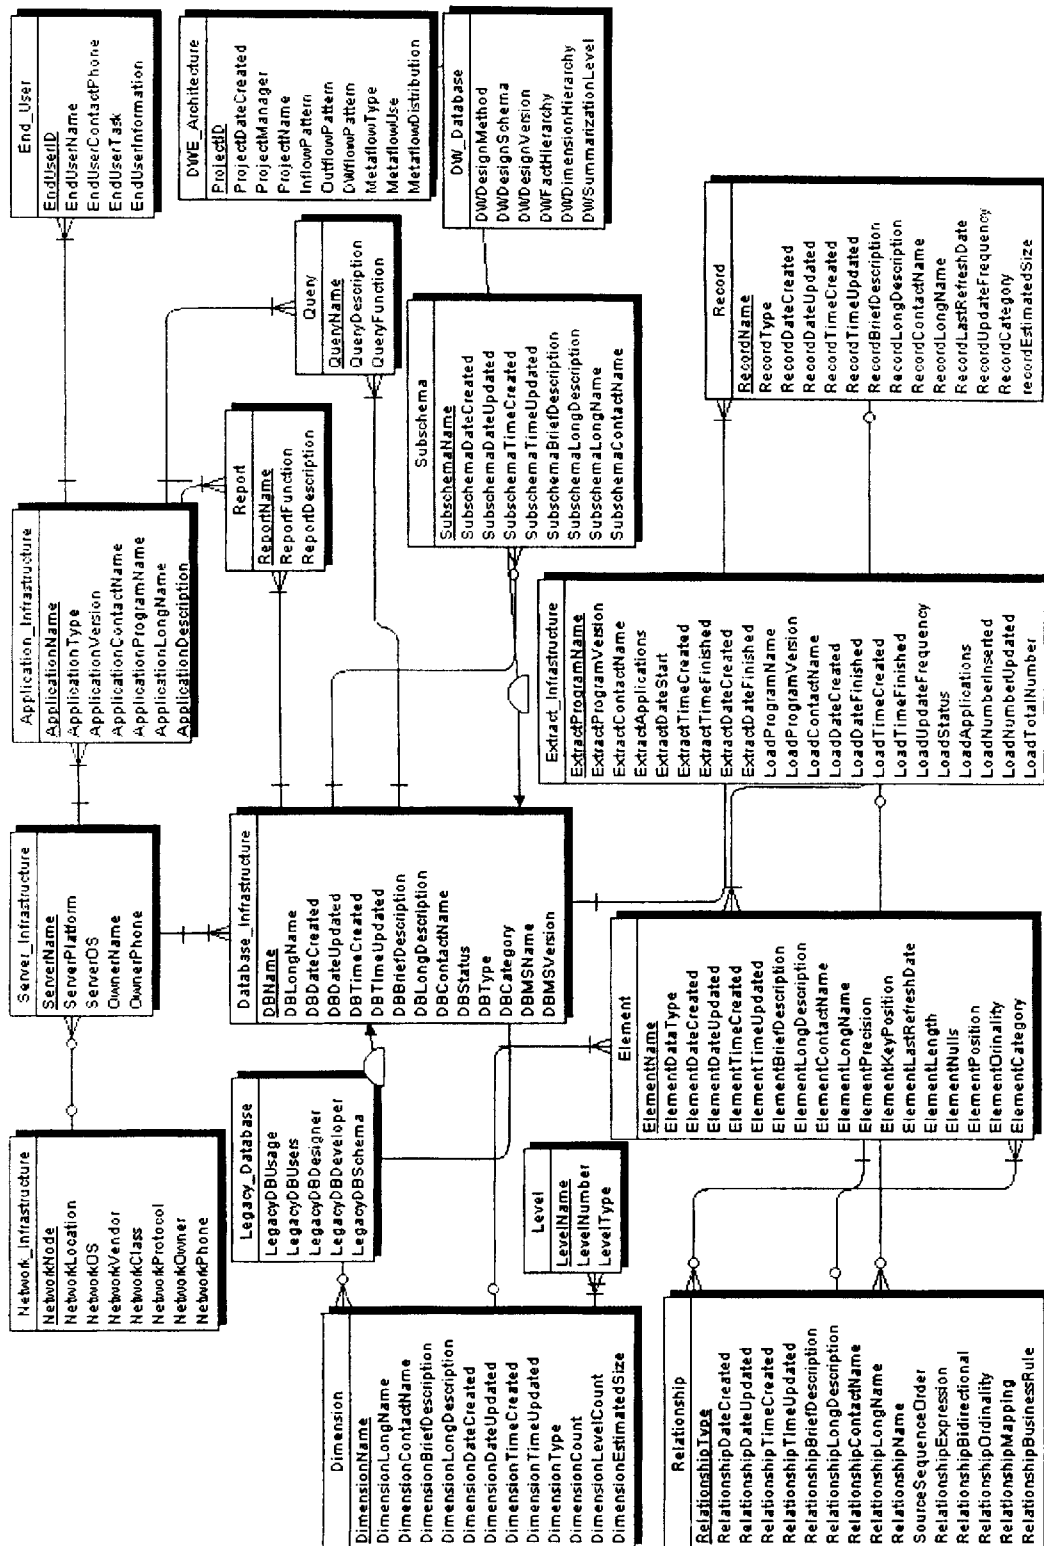 Network_Infrastructure
NetworkNode
NetworkLocation
NetworkOS
NetworkVendor
NetworkClass
NetworkProtocol
NetworkOwner
NetworkPhone
Server_Infrastructure
ServerName
ServerPlatform
ServerOS
OwnerName
OwnerPhone
Application_Infrastructure
ApplicationName
ApplicationType
ApplicationVersion
ApplicationContactName
ApplicationProgramName
ApplicationLongName
ApplicationDescription
End_User
EndUserID
EndUserName
EndUserContactPhone
EndUserTask
EndUserInformation
DWE_Architecture
ProjectID
ProjectDateCreated
ProjectManager
ProjectName
InflowPattern
OutflowPattern
DWflowPattern
MetaflowType
MetaflowUse
MetaflowDistribution
Legacy_Database
LegacyDBUsage
LegacyDBUsers
LegacyDBDesigner
LegacyDBDeveloper
LegacyDBSchema
Database_Infrastructure
DBName
DBLongName
DBDateCreated
DBDateUpdated
DBTimeCreated
DBTimeUpdated
DBBriefDescription
DBLongDescription
DBContactName
DBStatus
DBType
DBCategory
DBMSName
DBMSVersion
Report
ReportName
ReportFunction
ReportDescription
Query
QueryName
QueryDescription
QueryFunction
DW_Database
DWDesignMethod
DWDesignSchema
DWDesignVersion
DWFactHierarchy
DWDimensionHierarchy
DWSummarizationLevel
Dimension
DimensionName
DimensionLongName
DimensionContactName
DimensionBriefDescription
DimensionLongDescription
DimensionDateCreated
DimensionDateUpdated
DimensionTimeCreated
DimensionTimeUpdated
DimensionType
DimensionCount
DimensionLevelCount
DimensionEstimatedSize
Level
LevelName
LevelNumber
LevelType
Subschema
SubschemaName
SubschemaDateCreated
SubschemaDateUpdated
SubschemaTimeCreated
SubschemaTimeUpdated
SubschemaBriefDescription
SubschemaLongDescription
SubschemaLongName
SubschemaContactName
Relationship
RelationshipType
RelationshipDateCreated
RelationshipDateUpdated
RelationshipTimeCreated
RelationshipTimeUpdated
RelationshipBriefDescription
RelationshipLongDescription
RelationshipContactName
RelationshipLongName
RelationshipName
SourceSequenceOrder
RelationshipExpression
RelationshipBidirectional
RelationshipOrdinality
RelationshipMapping
RelationshipBusinessRule
Element
ElementName
ElementDataType
ElementDateCreated
ElementDateUpdated
ElementTimeCreated
ElementTimeUpdated
ElementBriefDescription
ElementLongDescription
ElementContactName
ElementLongName
ElementPrecision
ElementKeyPosition
ElementLastRefreshDate
ElementLength
ElementNulls
ElementPosition
ElementOrinality
ElementCategory
Extract_Infrastructure
ExtractProgramName
ExtractProgramVersion
ExtractContactName
ExtractApplications
ExtractDateStart
ExtractTimeCreated
ExtractTimeFinished
ExtractDateCreated
ExtractDateFinished
LoadProgramName
LoadProgramVersion
LoadContactName
LoadDateCreated
LoadDateFinished
LoadTimeCreated
LoadTimeFinished
LoadUpdateFrequency
LoadStatus
LoadApplications
LoadNumberInserted
LoadNumberUpdated
LoadTotalNumber
Record
RecordName
RecordType
RecordDateCreated
RecordDateUpdated
RecordTimeCreated
RecordTimeUpdated
RecordBriefDescription
RecordLongDescription
RecordContactName
RecordLongName
RecordLastRefreshDate
RecordUpdateFrequency
RecordCategory
recordEstimatedSize